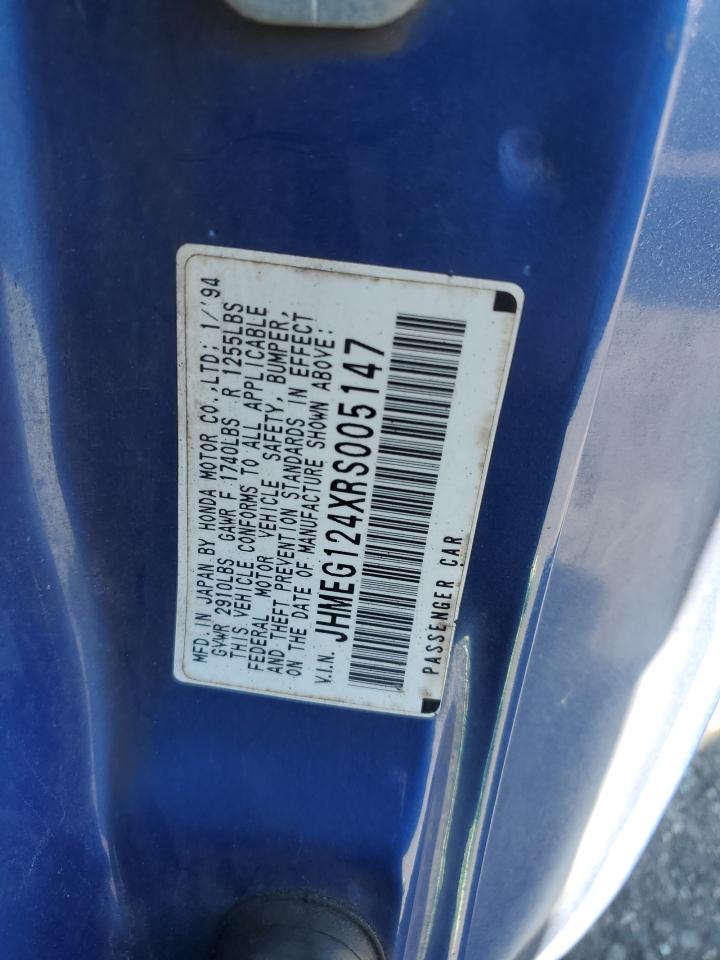 MFD. IN JAPAN BY HONDA MOTOR CO., LTD; 1/'94
GVWR 2910LBS GAWR F 1740LBS R 1255LBS
THIS VEHICLE CONFORMS TO ALL APPLICABLE
FEDERAL MOTOR VEHICLE SAFETY, BUMPER,
AND THEFT PREVENTION STANDARDS IN EFFECT
ON THE DATE OF MANUFACTURE SHOWN ABOVE:
V.I.N. JHMEG124XRS005147
PASSENGER CAR